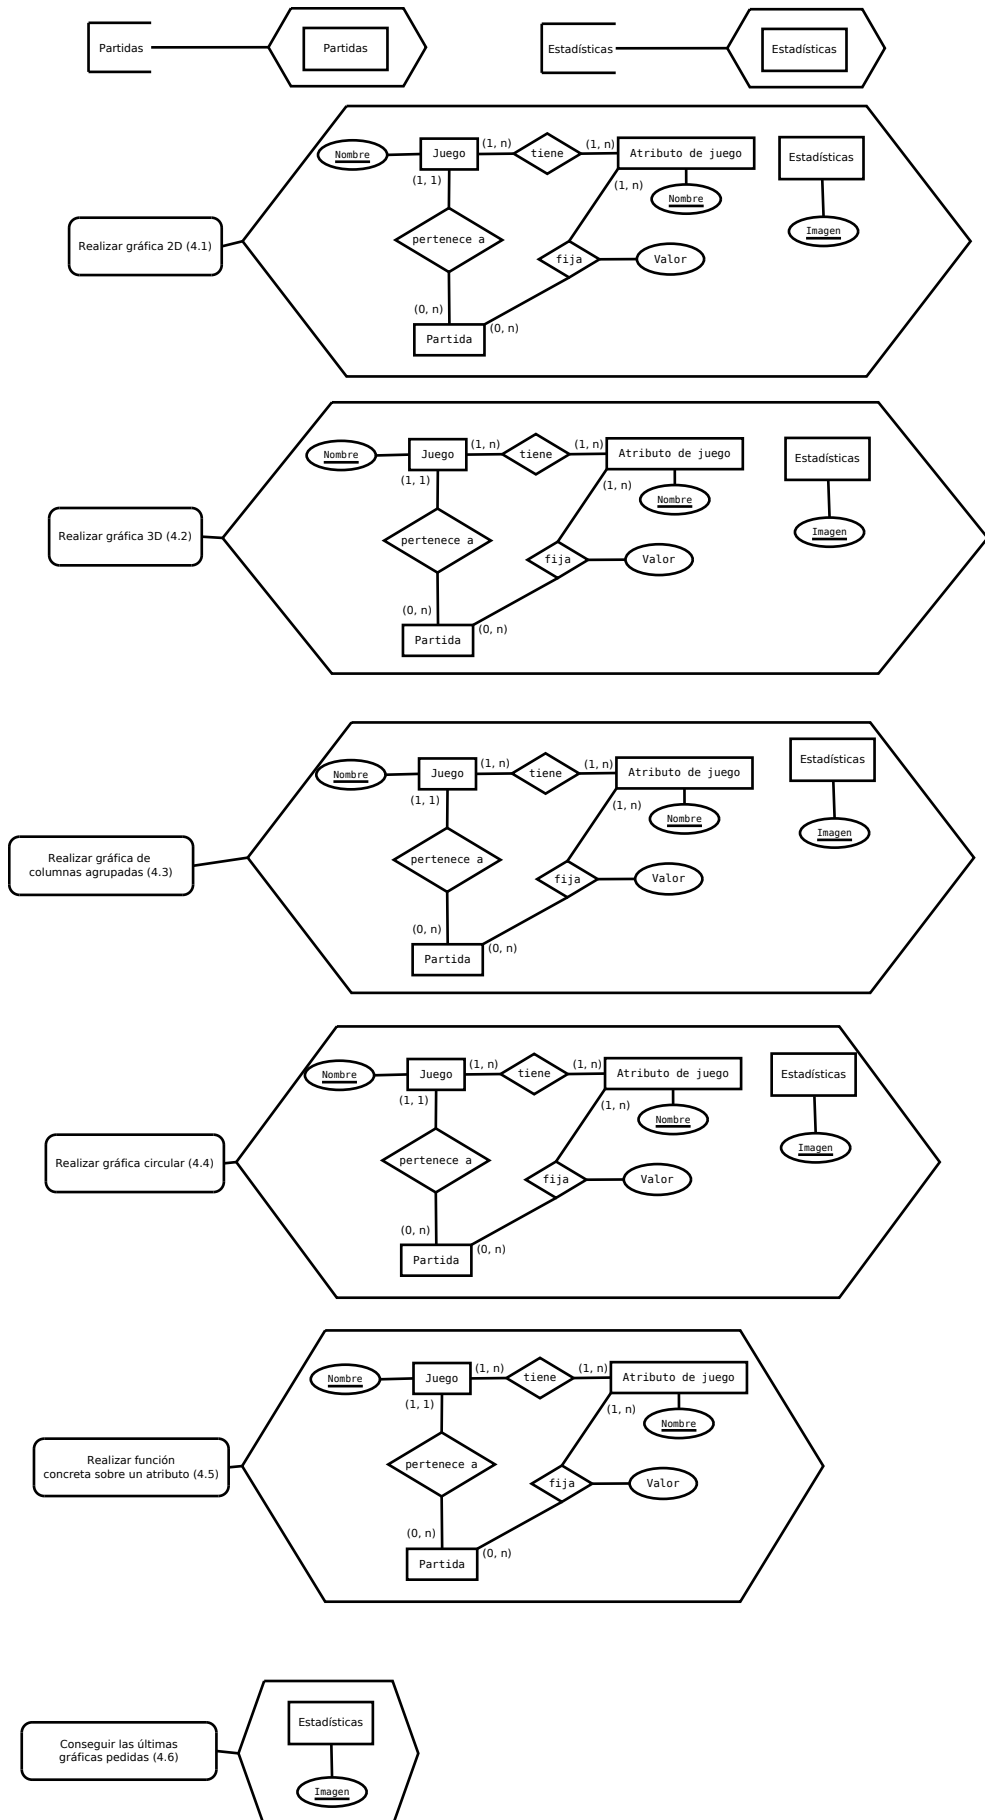 Partidas
Partidas
Estadísticas
Estadísticas
Nombre
Juego
(1, n)
tiene
(1, n)
Atributo de juego
Estadísticas
(1, 1)
(1, n)
Nombre
Imagen
Realizar gráfica 2D (4.1)
pertenece a
fija
Valor
(0, n)
(0, n)
Partida
Nombre
Juego
(1, n)
tiene
(1, n)
Atributo de juego
Estadísticas
(1, 1)
(1, n)
Nombre
Imagen
Realizar gráfica 3D (4.2)
pertenece a
fija
Valor
(0, n)
(0, n)
Partida
Nombre
Juego
(1, n)
tiene
(1, n)
Atributo de juego
Estadísticas
(1, 1)
(1, n)
Nombre
Imagen
Realizar gráfica de
columnas agrupadas (4.3)
pertenece a
fija
Valor
(0, n)
(0, n)
Partida
Nombre
Juego
(1, n)
tiene
(1, n)
Atributo de juego
Estadísticas
(1, 1)
(1, n)
Nombre
Imagen
Realizar gráfica circular (4.4)
pertenece a
fija
Valor
(0, n)
(0, n)
Partida
Nombre
Juego
(1, n)
tiene
(1, n)
Atributo de juego
(1, 1)
(1, n)
Nombre
Realizar función
concreta sobre un atributo (4.5)
pertenece a
fija
Valor
(0, n)
(0, n)
Partida
Estadísticas
Conseguir las últimas
gráficas pedidas (4.6)
Imagen